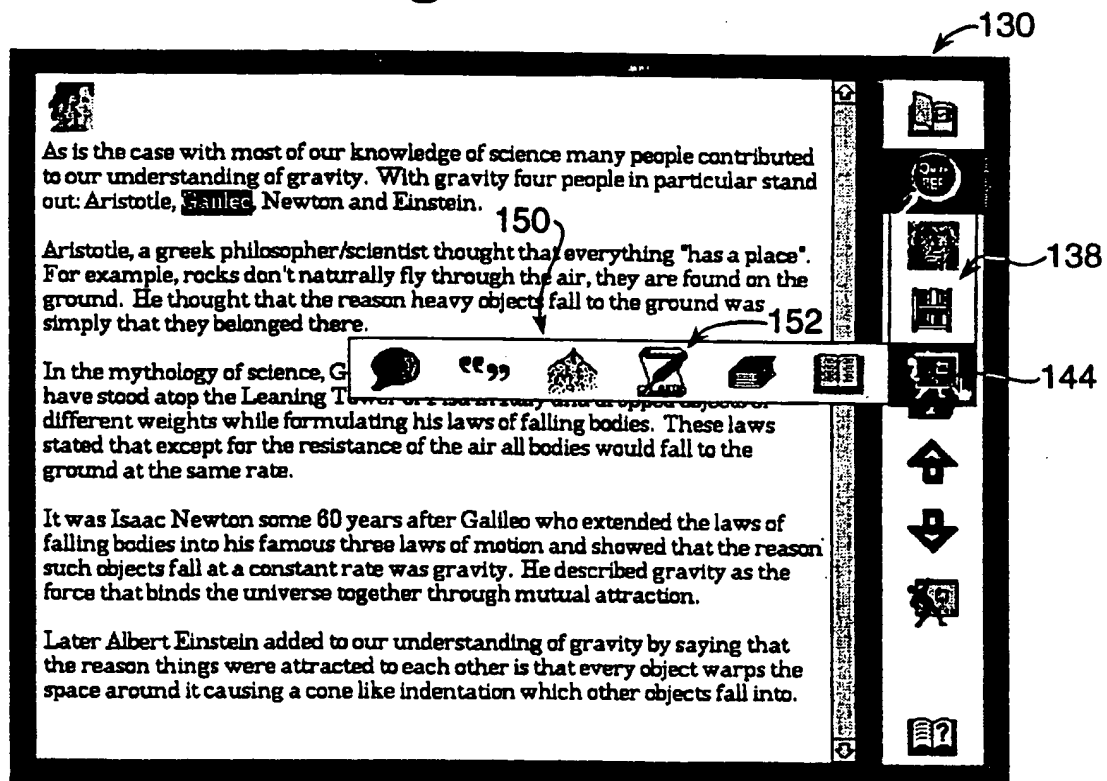 130
As is the case with most of our knowledge of science many people contributed
to our understanding of gravity. With gravity four people in particular stand
out: Aristotle, Galileo, Newton and Einstein.
150
Aristotle, a greek philosopher/scientist thought that everything "has a place".
138
For example, rocks don't naturally fly through the air, they are found on the
ground. He thought that the reason heavy objects fall to the ground was
simply that they belonged there.
152
In the mythology of science, G
144
have stood atop the Leaning
different weights while formulating his laws of falling bodies. These laws
stated that except for the resistance of the air all bodies would fall to the
ground at the same rate.
It was Isaac Newton some 60 years after Galileo who extended the laws of
falling bodies into his famous three laws of motion and showed that the reason
such objects fall at a constant rate was gravity. He described gravity as the
force that binds the universe together through mutual attraction.
Later Albert Einstein added to our understanding of gravity by saying that
the reason things were attracted to each other is that every object warps the
space around it causing a cone like indentation which other objects fall into.